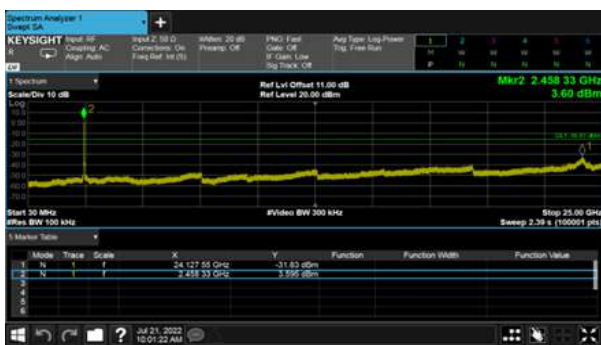 Spectrum Analyzer 1
Swept SA
+
KEYSIGHT Input: RF Input Z: 50 Ω #Atten: 20 dB PNO: Fast Avg Type: Log-Power 1 2 3 4 5 6
R Coupling: AC Corrections: On Preamp: Off Gate: Off Trig: Free Run M W W W W W
Align: Auto Freq Ref: Int (S) IF Gain: Low
Sig Track: Off P N N N N N
1 Spectrum Mkr2 2.458 33 GHz
Scale/Div 10 dB Ref Lvl Offset 11.00 dB 3.60 dBm
Ref Level 20.00 dBm
Log
2
1
Start 30 MHz #Video BW 300 kHz Stop 25.00 GHz
#Res BW 100 kHz Sweep 2.39 s (100001 pts)
5 Marker Table
Mode Trace Scale X Y Function Function Width Function Value
1 N 1 f 24.127 55 GHz -31.63 dBm
2 N 1 f 2.458 33 GHz 3.595 dBm
3
4
5
6
? Jul 21, 2022
10:01:22 AM